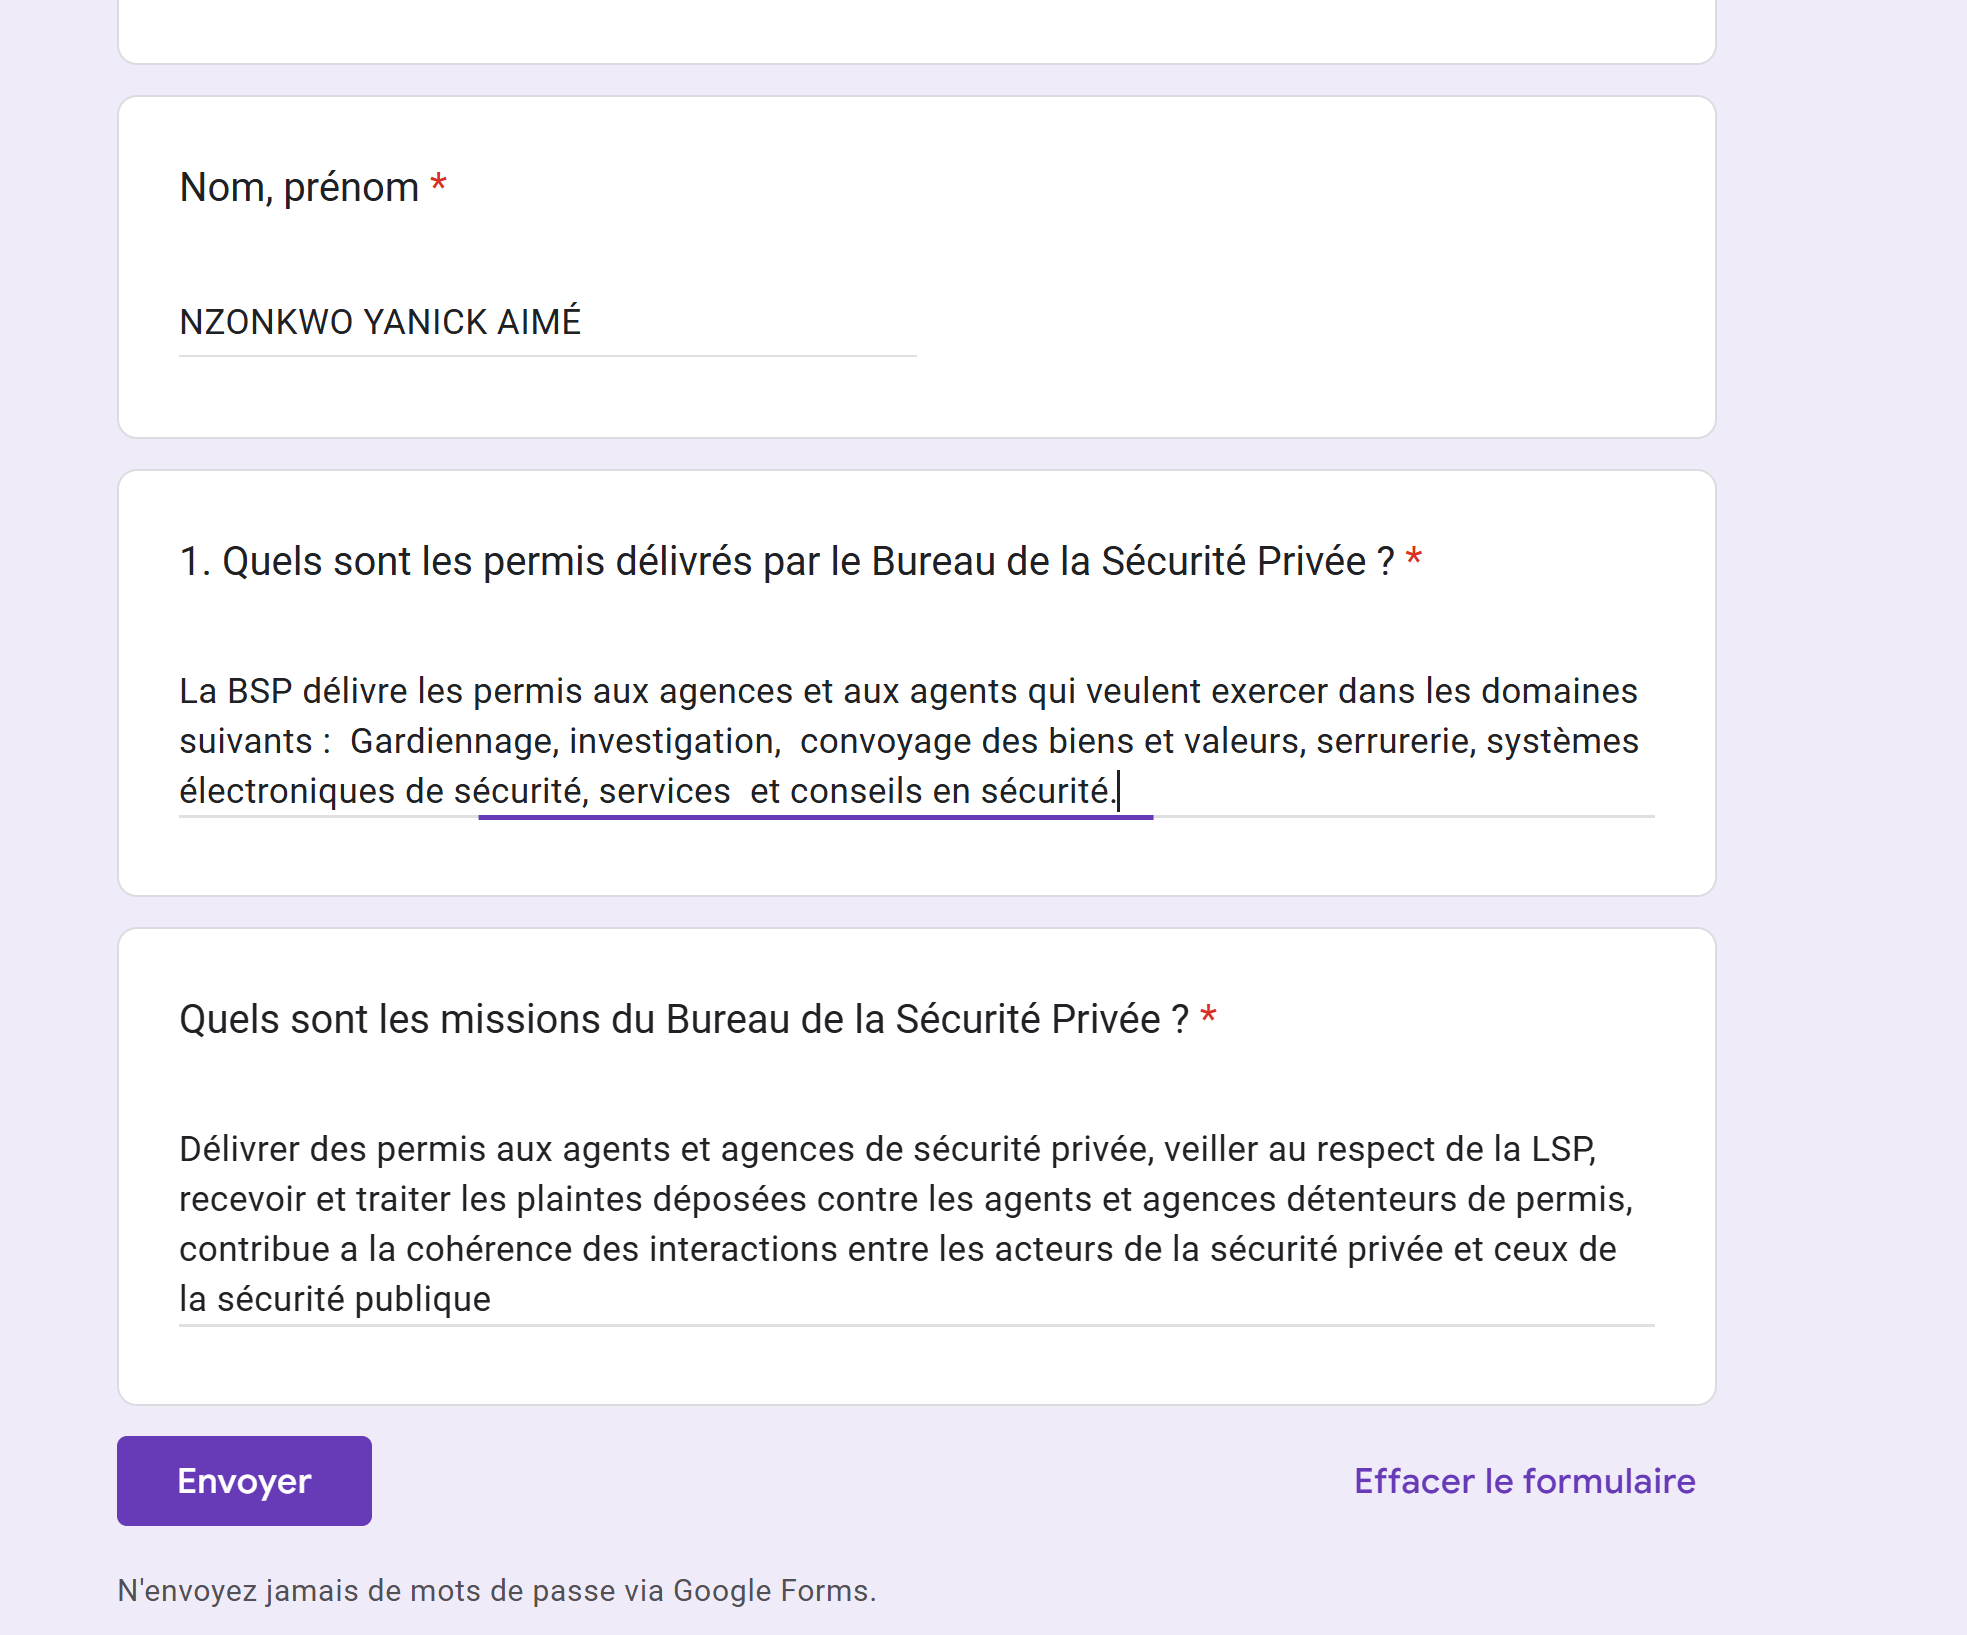 Nom, prénom *
NZONKWO YANICK AIMÉ
1. Quels sont les permis délivrés par le Bureau de la Sécurité Privée ? *
La BSP délivre les permis aux agences et aux agents qui veulent exercer dans les domaines
suivants :  Gardiennage, investigation,  convoyage des biens et valeurs, serrurerie, systèmes
électroniques de sécurité, services  et conseils en sécurité.
Quels sont les missions du Bureau de la Sécurité Privée ? *
Délivrer des permis aux agents et agences de sécurité privée, veiller au respect de la LSP,
recevoir et traiter les plaintes déposées contre les agents et agences détenteurs de permis,
contribue a la cohérence des interactions entre les acteurs de la sécurité privée et ceux de
la sécurité publique
Envoyer
Effacer le formulaire
N'envoyez jamais de mots de passe via Google Forms.